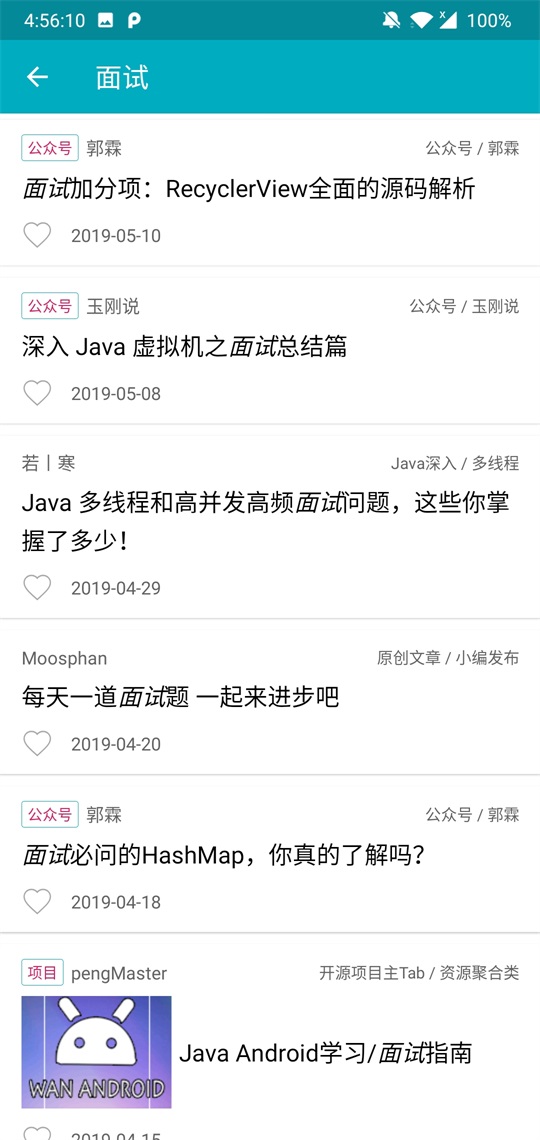 4:56:10
100%
面试
公众号 郭霖 公众号 / 郭霖
面试加分项：RecyclerView全面的源码解析
2019-05-10
公众号 玉刚说 公众号 / 玉刚说
深入 Java 虚拟机之面试总结篇
2019-05-08
若丨寒 Java深入 / 多线程
Java 多线程和高并发高频面试问题，这些你掌
握了多少！
2019-04-29
Moosphan 原创文章 / 小编发布
每天一道面试题 一起来进步吧
2019-04-20
公众号 郭霖 公众号 / 郭霖
面试必问的HashMap，你真的了解吗？
2019-04-18
项目 pengMaster 开源项目主Tab / 资源聚合类
WAN ANDROID
Java Android学习/面试指南
2019-04-15